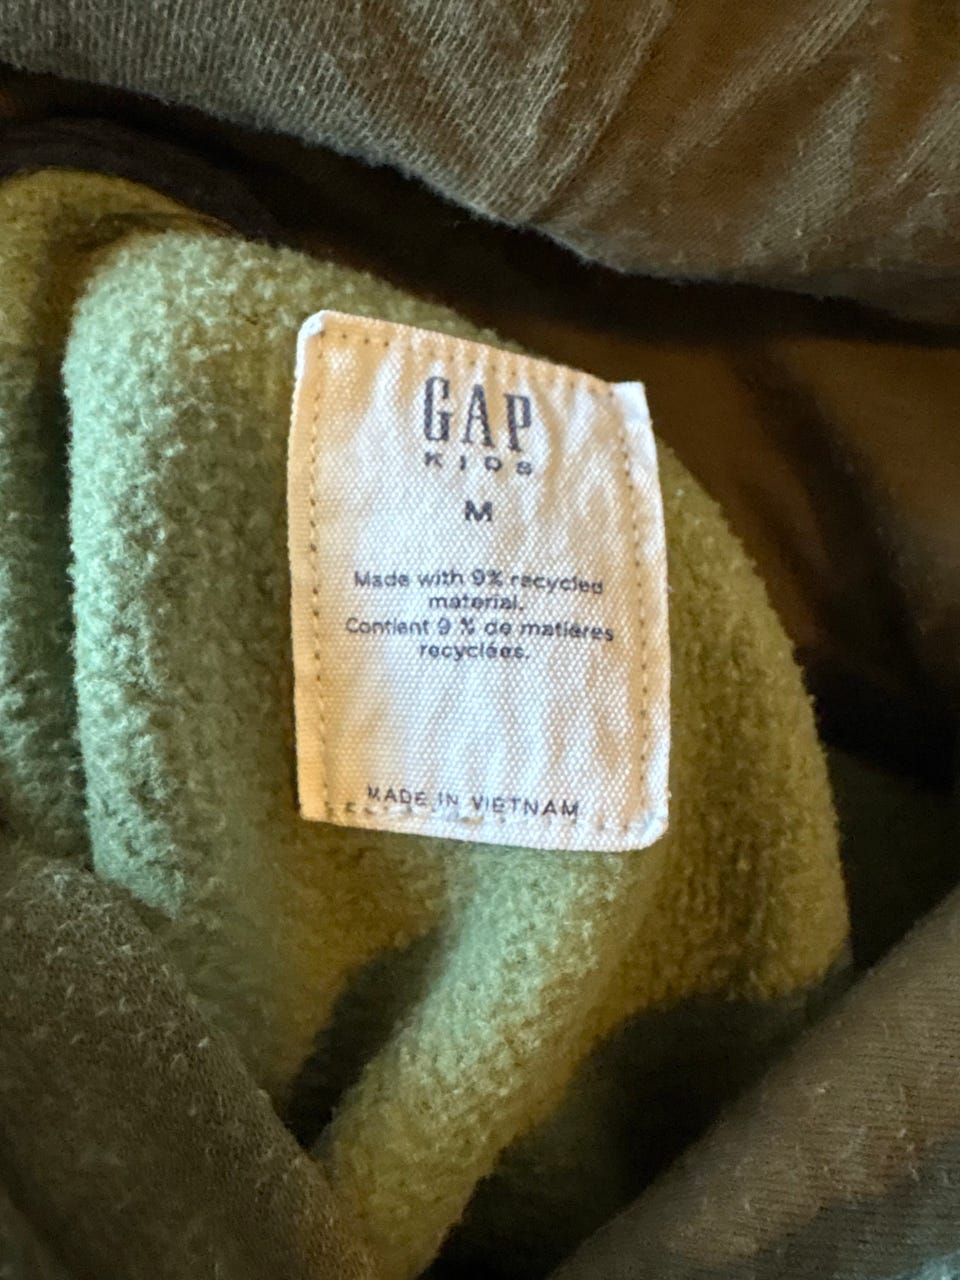 GAP
KIDS
M
Made with 9% recycled
material.
Contient 9 % de matières
recyclées.
MADE IN VIETNAM